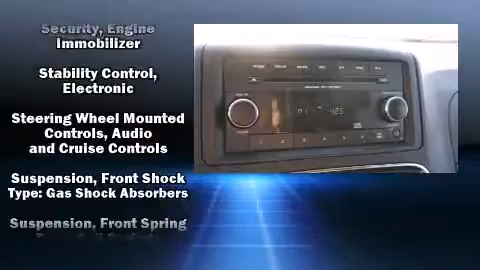 Security, Engine
Immobilizer
Stability Control,
Electronic
Steering Wheel Mounted
Controls, Audio
and Cruise Controls
Suspension, Front Shock
Type: Gas Shock Absorbers
Suspension, Front Spring